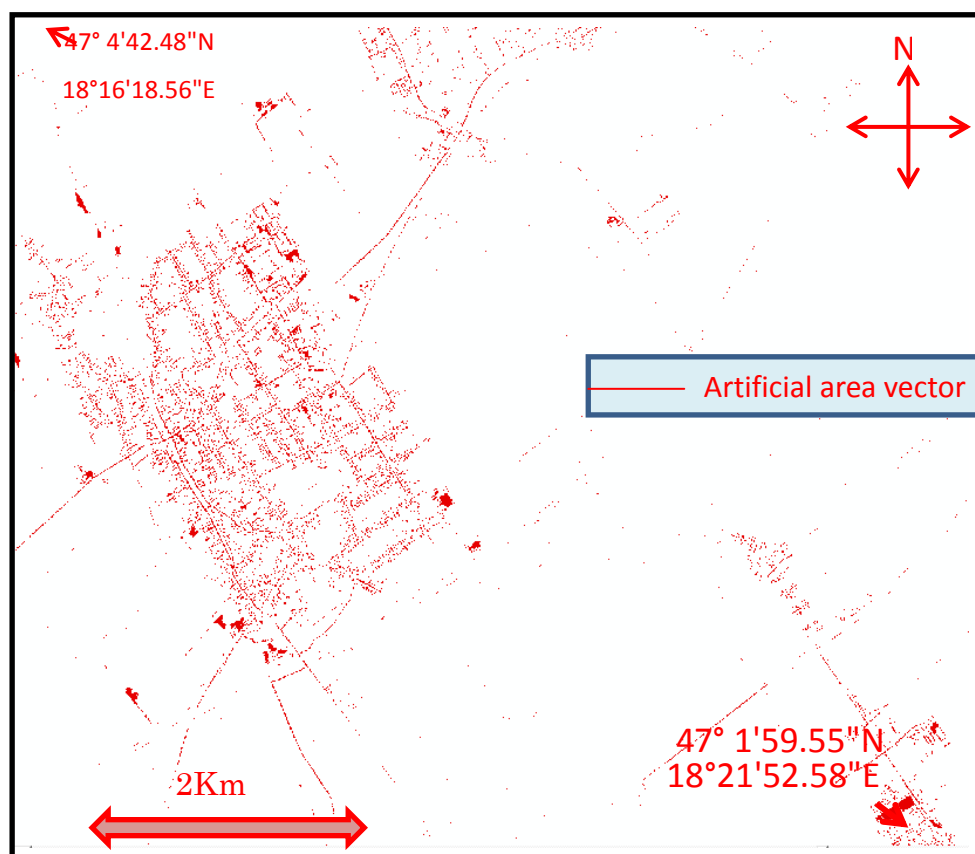 47° 4'42.48"N
18°16'18.56"E
N
Artificial area vector
47° 1'59.55"N
18°21'52.58"E
2Km